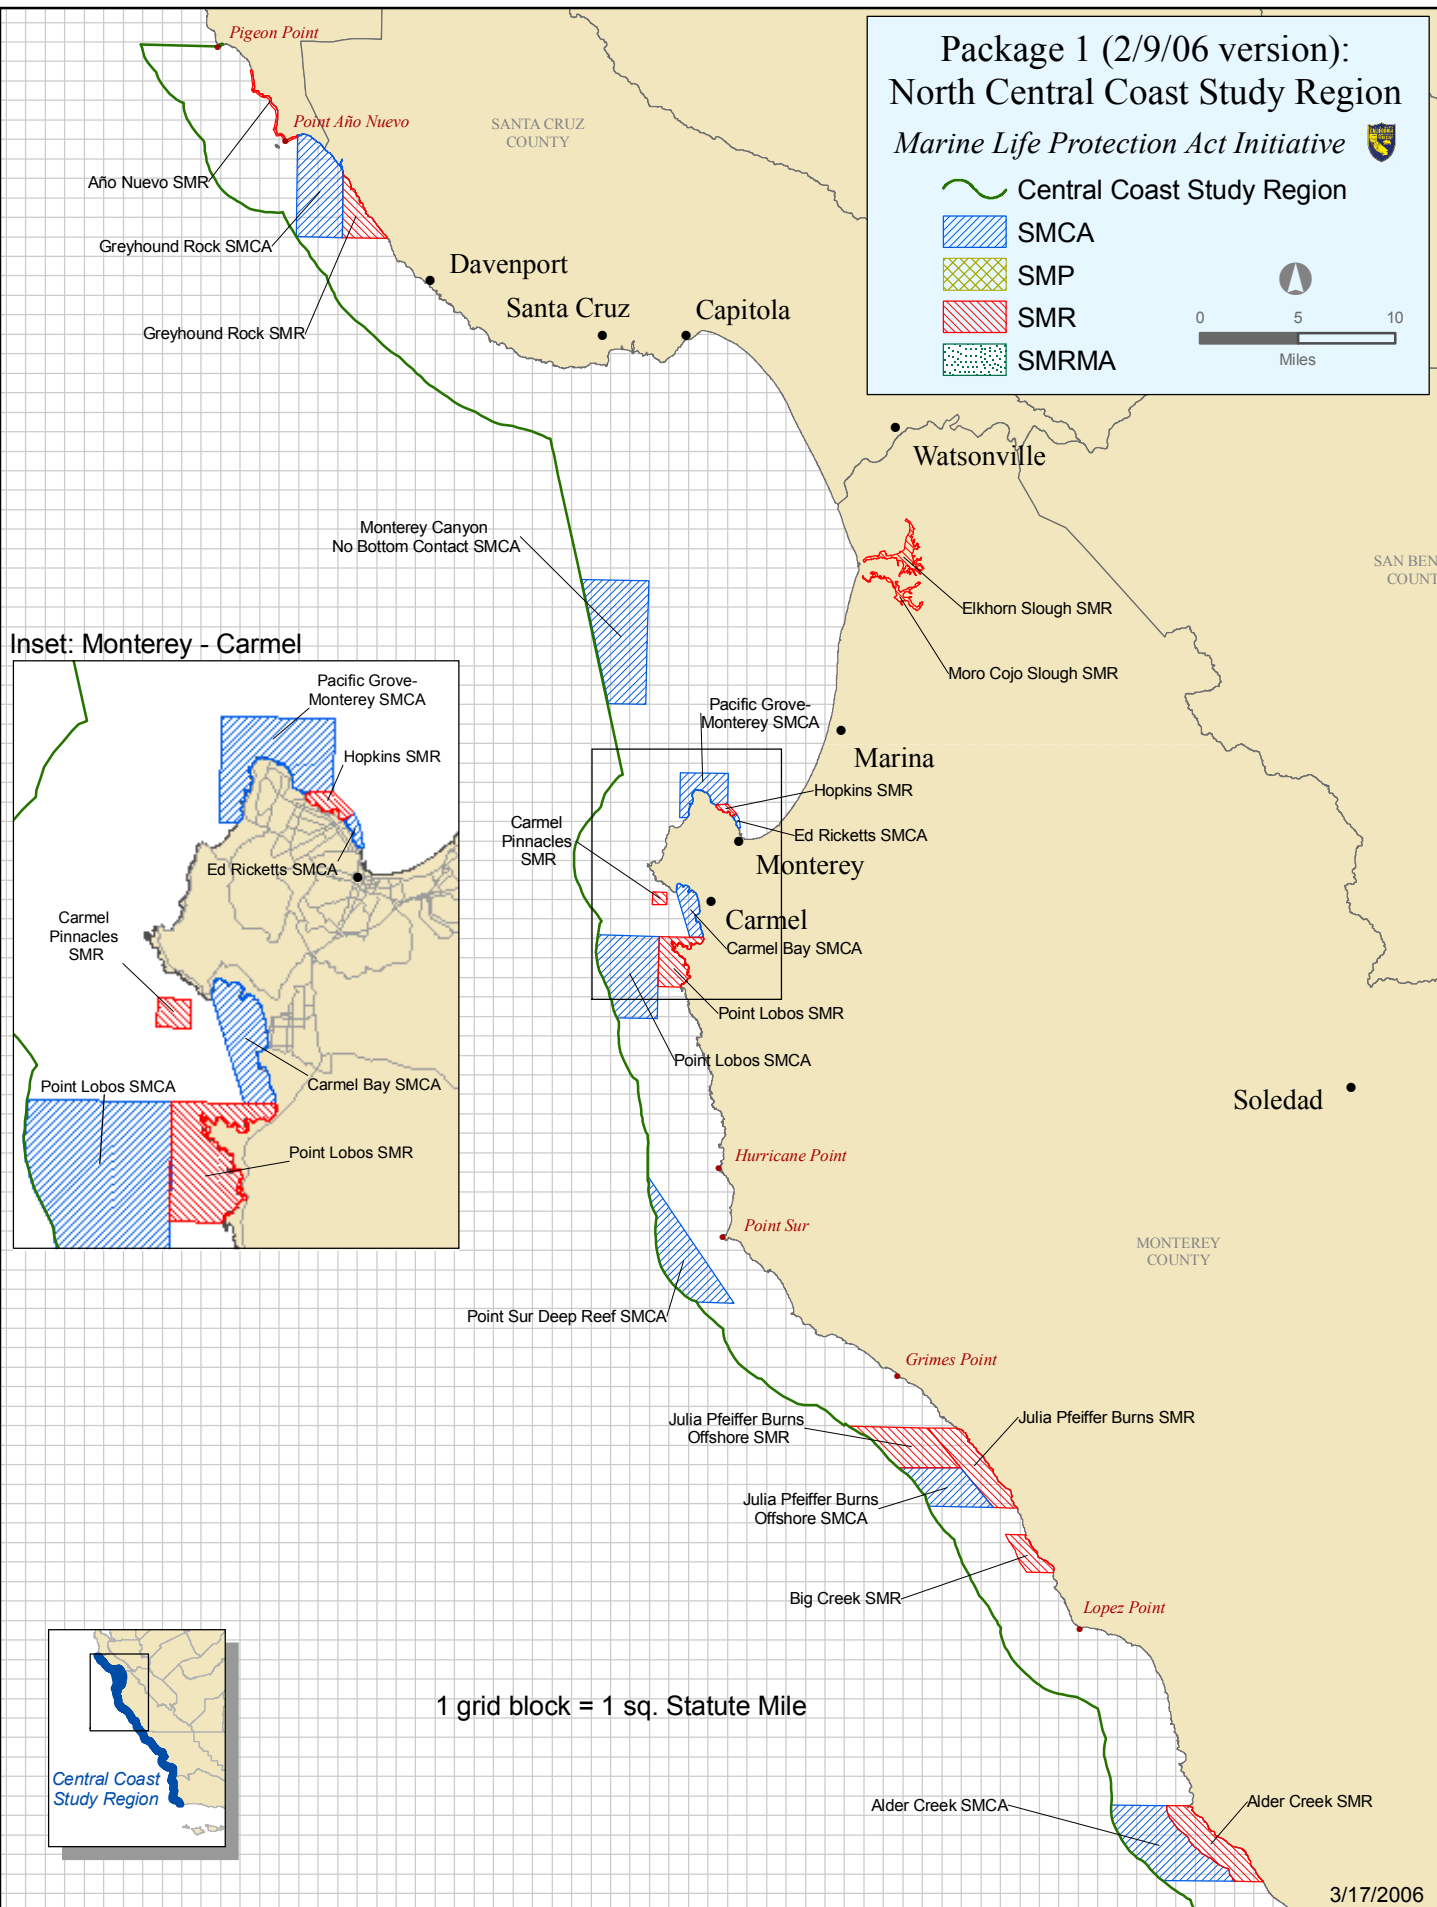 Package 1 (2/9/06 version):
North Central Coast Study Region
Marine Life Protection Act Initiative
Central Coast Study Region
SMCA
SMP
SMR
SMRMA
0 5 10
Miles
Pigeon Point
Point Año Nuevo
SANTA CRUZ
COUNTY
Año Nuevo SMR
Greyhound Rock SMCA
Greyhound Rock SMR
Davenport
Santa Cruz
Capitola
Watsonville
Monterey Canyon
No Bottom Contact SMCA
SAN BEN
COUNT
Elkhorn Slough SMR
Moro Cojo Slough SMR
Inset: Monterey - Carmel
Pacific Grove-
Monterey SMCA
Hopkins SMR
Ed Ricketts SMCA
Carmel
Pinnacles
SMR
Point Lobos SMCA
Carmel Bay SMCA
Point Lobos SMR
Pacific Grove-
Monterey SMCA
Marina
Hopkins SMR
Ed Ricketts SMCA
Carmel
Pinnacles
SMR
Monterey
Carmel
Carmel Bay SMCA
Point Lobos SMR
Point Lobos SMCA
Soledad
Hurricane Point
Point Sur
MONTEREY
COUNTY
Point Sur Deep Reef SMCA
Grimes Point
Julia Pfeiffer Burns
Offshore SMR
Julia Pfeiffer Burns SMR
Julia Pfeiffer Burns
Offshore SMCA
Big Creek SMR
Lopez Point
1 grid block = 1 sq. Statute Mile
Central Coast
Study Region
Alder Creek SMCA
Alder Creek SMR
3/17/2006